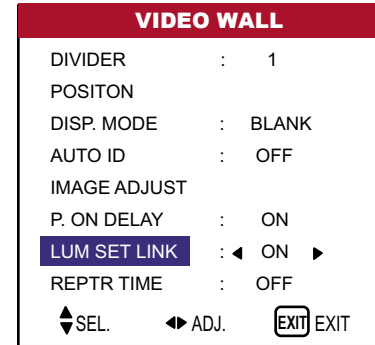 VIDEO WALL
DIVIDER : 1
POSITON
DISP. MODE : BLANK
AUTO ID : OFF
IMAGE ADJUST
P. ON DELAY : ON
LUM SET LINK : ◀ ON ▶
REPTR TIME : OFF
▲▼SEL. ◀▶ ADJ. EXIT EXIT